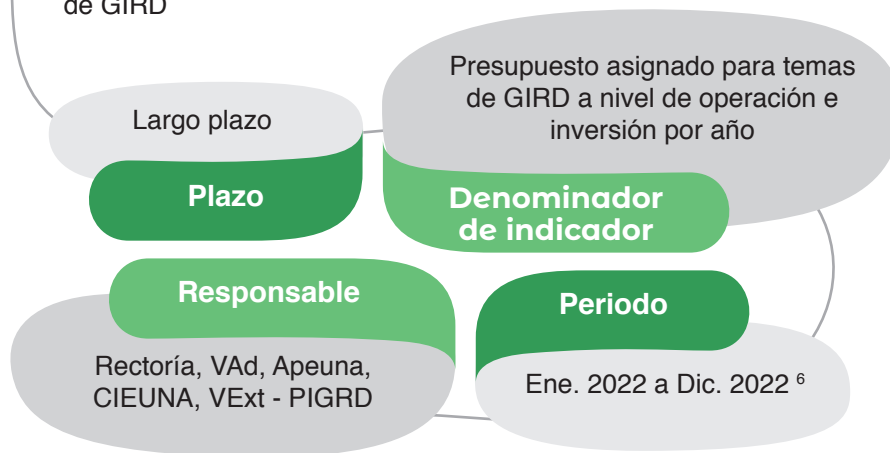 de GIRD
Largo plazo
Plazo
Presupuesto asignado para temas
de GIRD a nivel de operación e
inversión por año
Denominador
de indicador
Responsable
Rectoría, VAd, Apeuna,
CIEUNA, VExt - PIGRD
Periodo
Ene. 2022 a Dic. 2022 ⁶